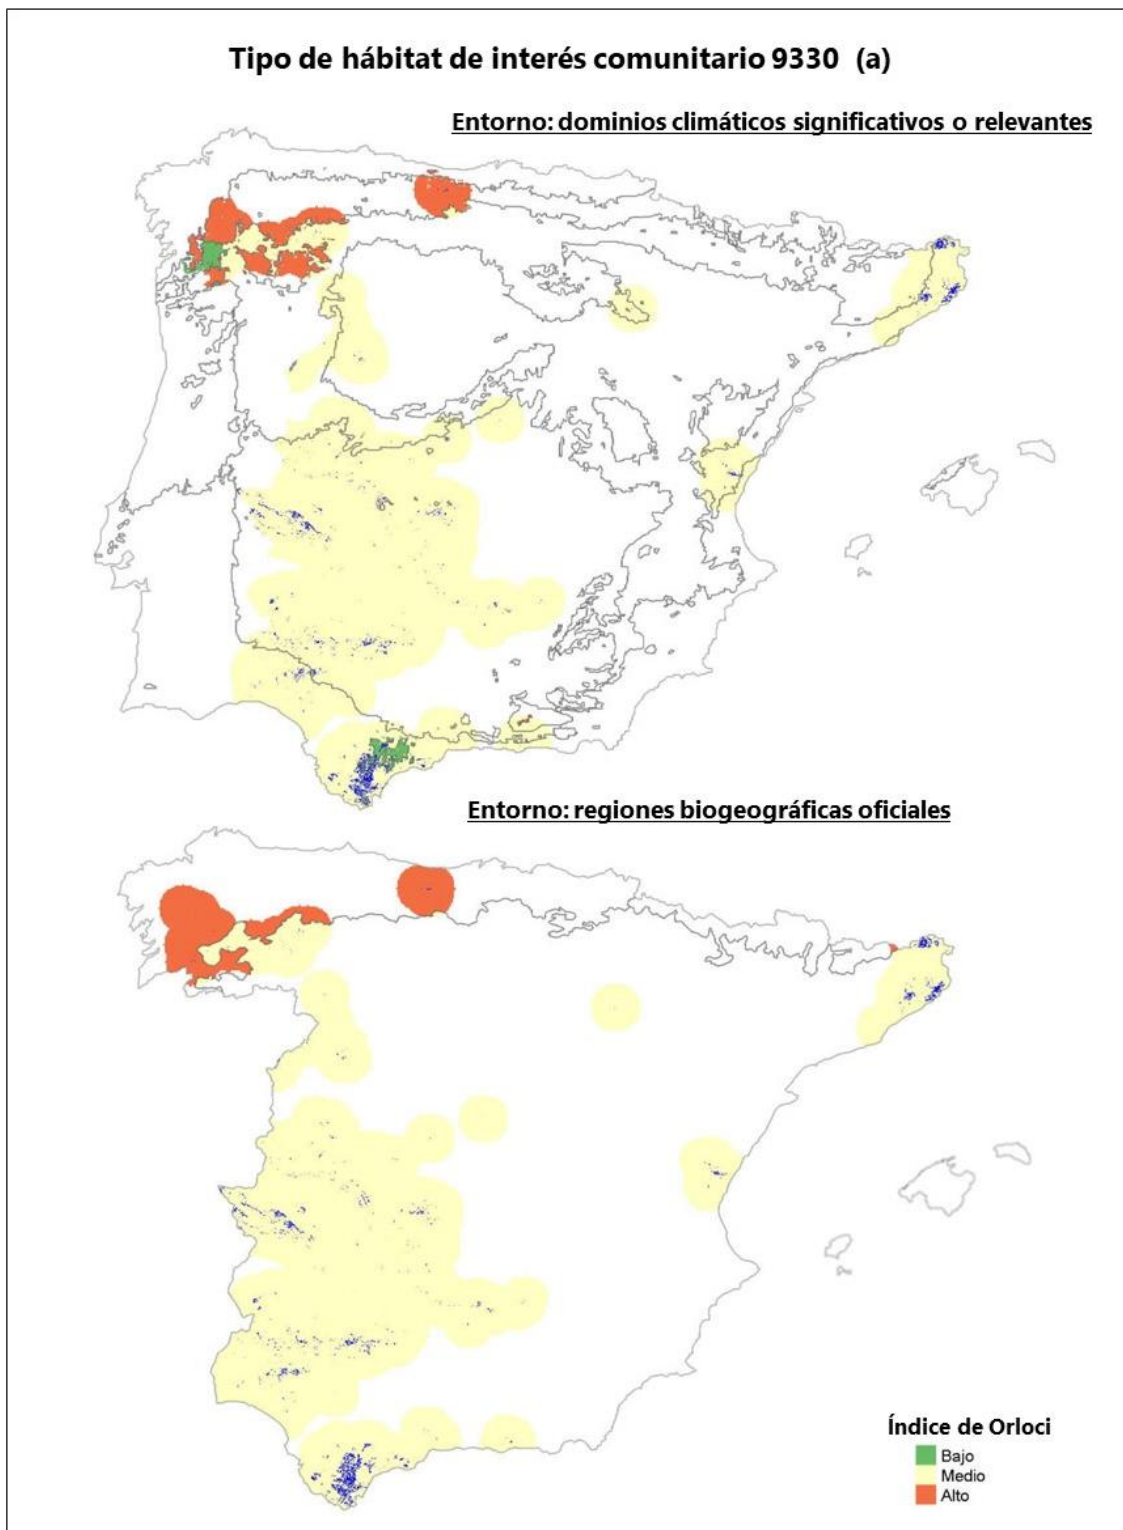 Tipo de hábitat de interés comunitario 9330 (a)
Entorno: dominios climáticos significativos o relevantes
Entorno: regiones biogeográficas oficiales
Índice de Orloci
Bajo
Medio
Alto